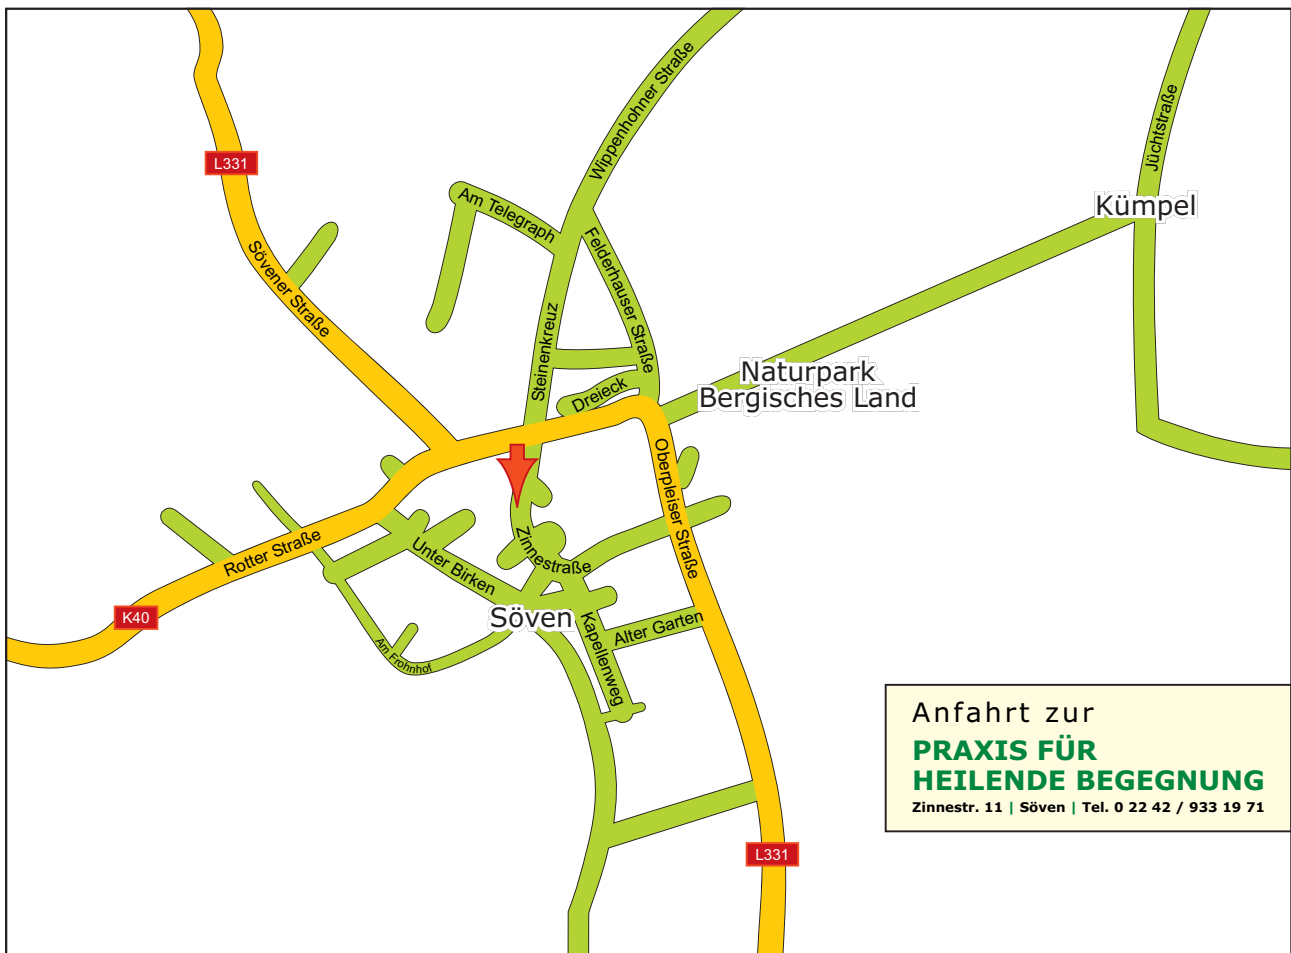 Wippenhohner Straße
Jüchtstraße
L331
Am Telegraph
Kümpel
Felderhauser Straße
Sövener Straße
Steinenkreuz
Naturpark
Bergisches Land
Dreieck
Oberpleiser Straße
Rotter Straße
Zinnestraße
Unter Birken
K40
Söven
Kapellenweg
Alter Garten
Am Frohnhof
Anfahrt zur
PRAXIS FÜR
HEILENDE BEGEGNUNG
Zinnestr. 11 | Söven | Tel. 0 22 42 / 933 19 71
L331